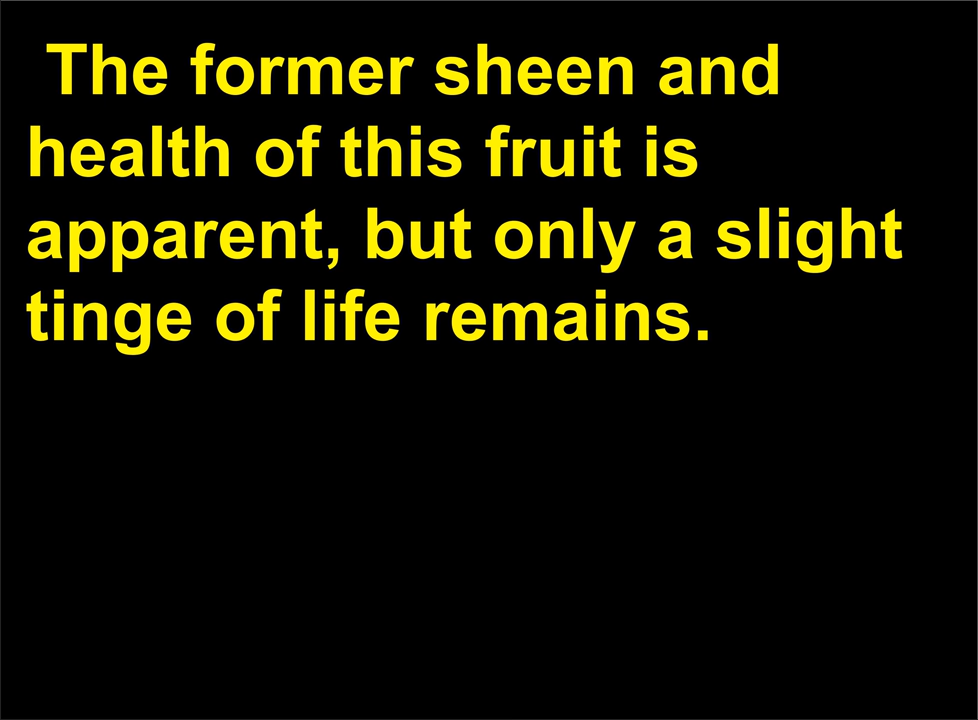 The former sheen and
health of this fruit is
apparent, but only a slight
tinge of life remains.